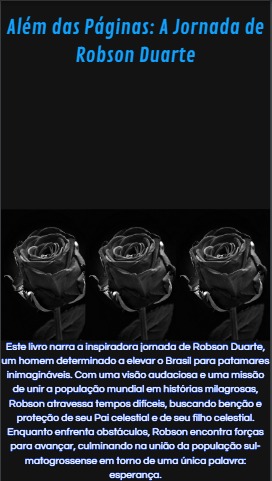 Além das Páginas: A Jornada de
Robson Duarte
Este livro narra a inspiradora jornada de Robson Duarte,
um homem determinado a elevar o Brasil para patamares
inimagináveis. Com uma visão audaciosa e uma missão
de unir a população mundial em histórias milagrosas,
Robson atravessa tempos difíceis, buscando benção e
proteção de seu Pai celestial e de seu filho celestial.
Enquanto enfrenta obstáculos, Robson encontra forças
para avançar, culminando na união da população sul-
matogrossense em torno de uma única palavra:
esperança.